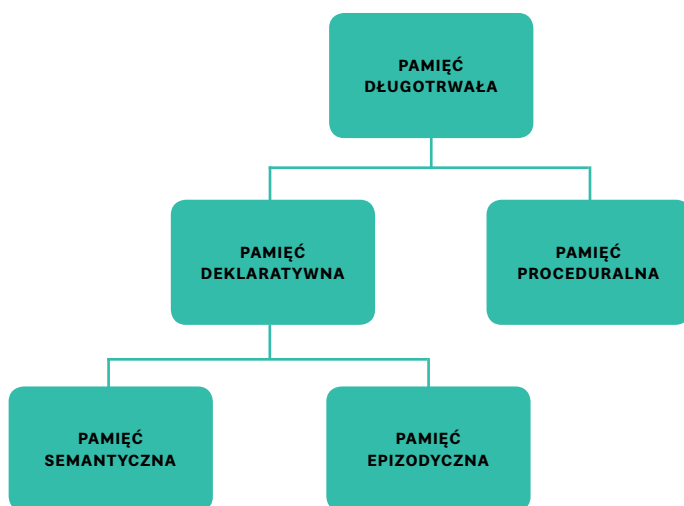 PAMIĘĆ
DŁUGOTRWAŁA
PAMIĘĆ
DEKLARATYWNA
PAMIĘĆ
PROCEDURALNA
PAMIĘĆ
SEMANTYCZNA
PAMIĘĆ
EPIZODYCZNA